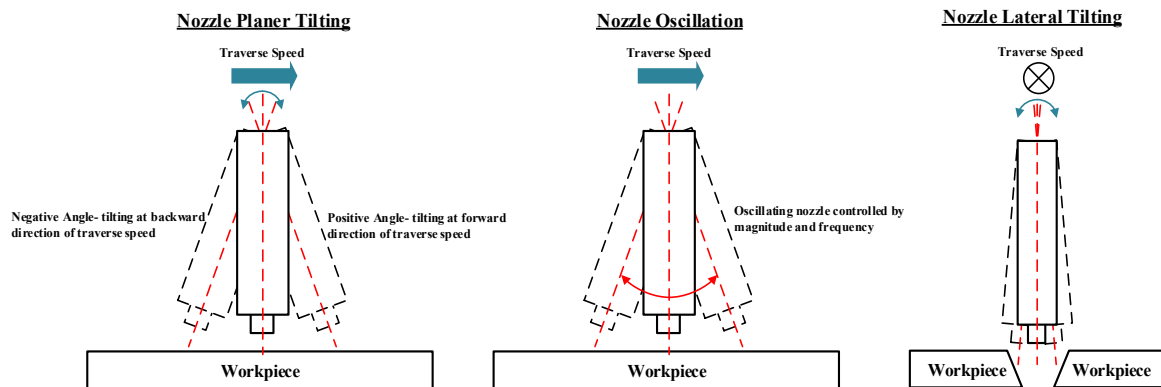 Nozzle Planer Tilting
Traverse Speed
Negative Angle- tilting at backward
direction of traverse speed
Positive Angle- tilting at forward
direction of traverse speed
Workpiece
Nozzle Oscillation
Traverse Speed
Oscillating nozzle controlled by
magnitude and frequency
Workpiece
Nozzle Lateral Tilting
Traverse Speed
Workpiece
Workpiece